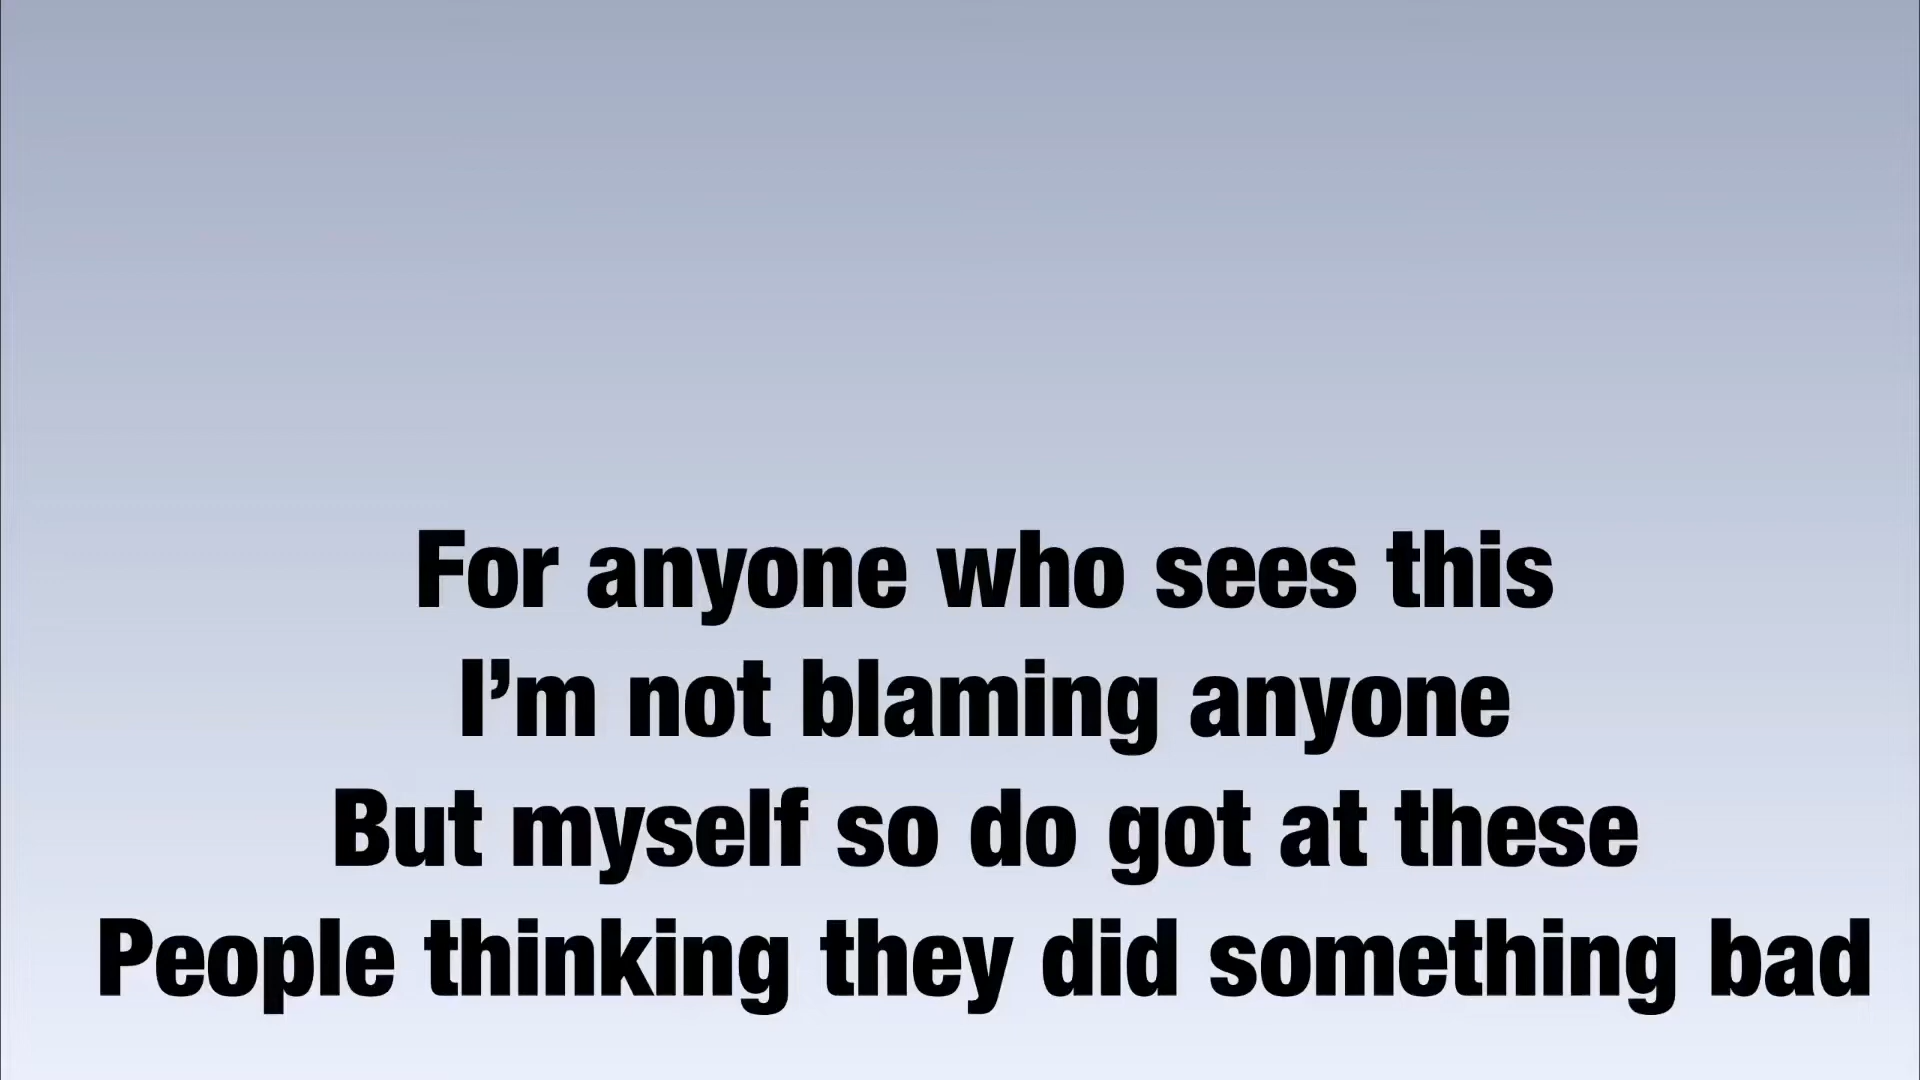 For anyone who sees this
I’m not blaming anyone
But myself so do got at these
People thinking they did something bad